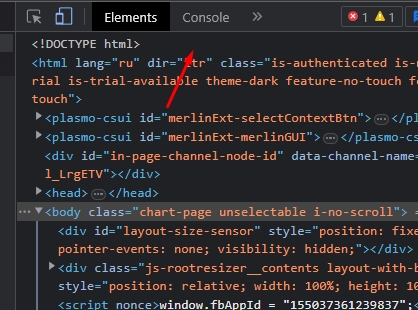 Elements Console » 1 1
<!DOCTYPE html>
<html lang="ru" dir="ltr" class="is-authenticated is-
rial is-trial-available theme-dark feature-no-touch f
touch">
<plasmo-csui id="merlinExt-selectContextBtn">…</pl
<plasmo-csui id="merlinExt-merlinGUI">…</plasmo-cs
<div id="in-page-channel-node-id" data-channel-name=
l_LrgETV"></div>
<head>…</head>
… <body class="chart-page unselectable i-no-scroll"> =
<div id="layout-size-sensor" style="position: fixe
pointer-events: none; visibility: hidden;"></div>
<div class="js-rootresizer__contents layout-with-b
position: relative; width: 100%; height: 10
<script nonce>window.fbAppId = "155037361239837";